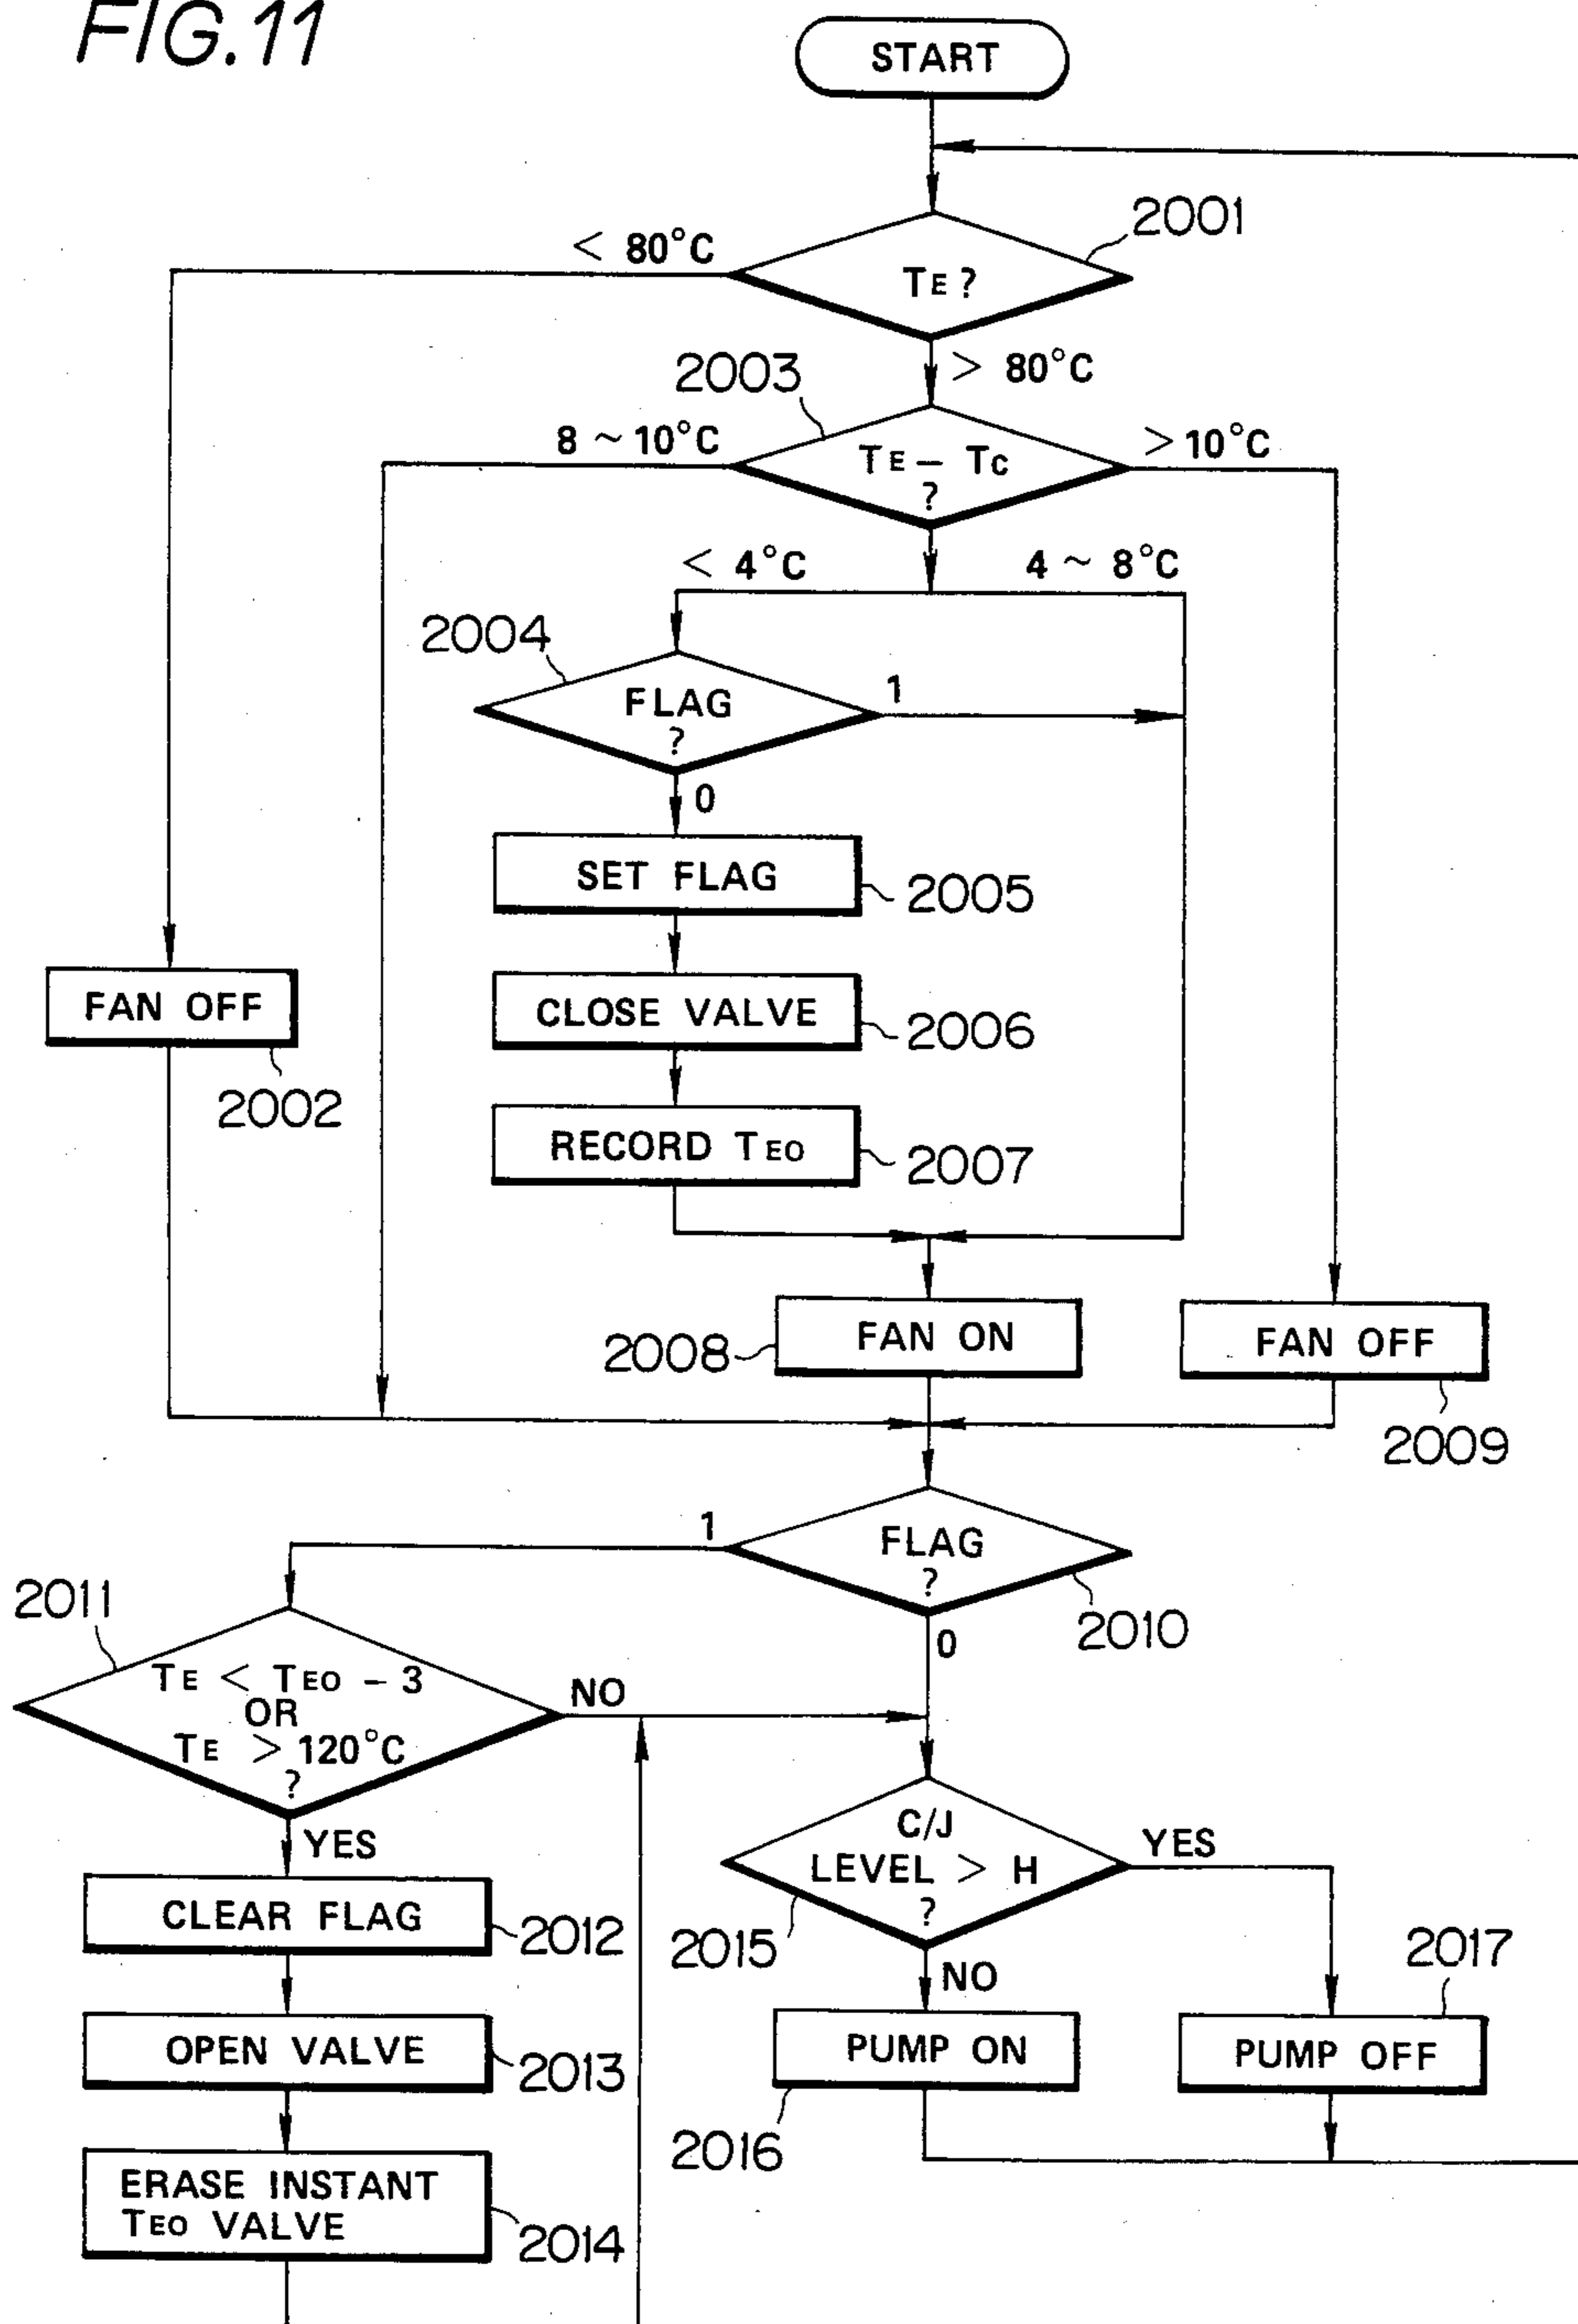 FIG.11
START
2001
< 80°C
TE ?
2003
> 80°C
8 ~ 10°C
TE – TC
?
> 10°C
< 4°C
4 ~ 8°C
2004
FLAG
?
1
0
SET FLAG
2005
FAN OFF
2002
CLOSE VALVE
2006
RECORD TEO
2007
2008
FAN ON
FAN OFF
2009
1
FLAG
?
2010
0
2011
TE < TEO – 3
OR
TE > 120°C
?
NO
YES
C/J
LEVEL > H
?
YES
2015
NO
CLEAR FLAG
2012
2017
OPEN VALVE
2013
PUMP ON
2016
PUMP OFF
ERASE INSTANT
TEO VALVE
2014